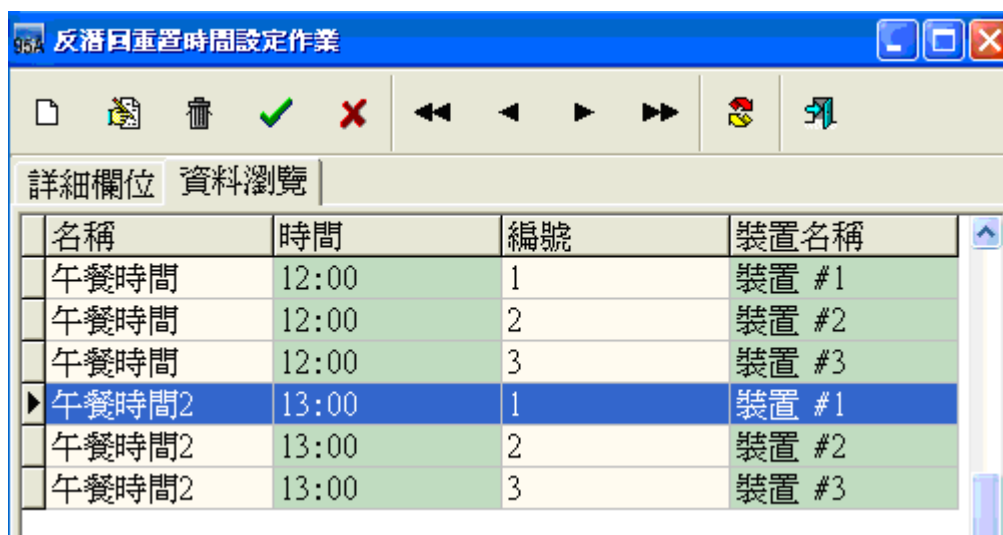 95A 反潛回重置時間設定作業
詳細欄位 資料瀏覽
名稱 時間 編號 裝置名稱
午餐時間 12:00 1 裝置 #1
午餐時間 12:00 2 裝置 #2
午餐時間 12:00 3 裝置 #3
午餐時間2 13:00 1 裝置 #1
午餐時間2 13:00 2 裝置 #2
午餐時間2 13:00 3 裝置 #3